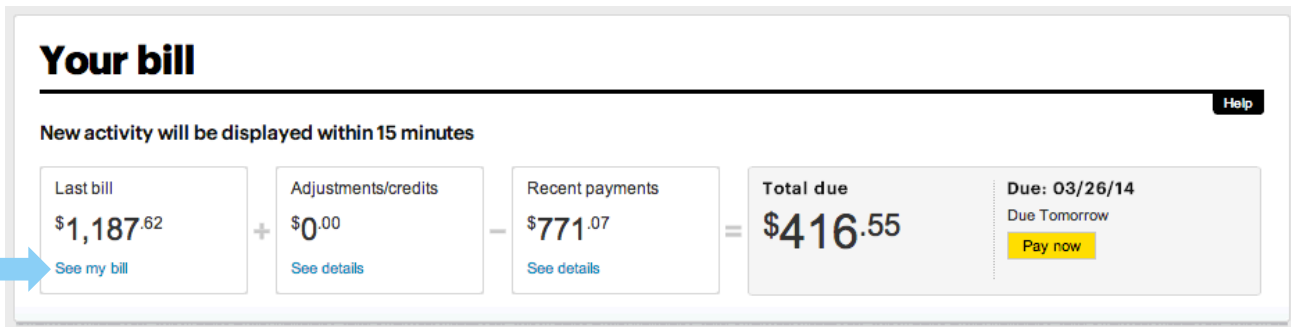 Your bill
Help
New activity will be displayed within 15 minutes
Last bill
$1,187.62
See my bill
+
Adjustments/credits
$0.00
See details
–
Recent payments
$771.07
See details
=
Total due
$416.55
Due: 03/26/14
Due Tomorrow
Pay now